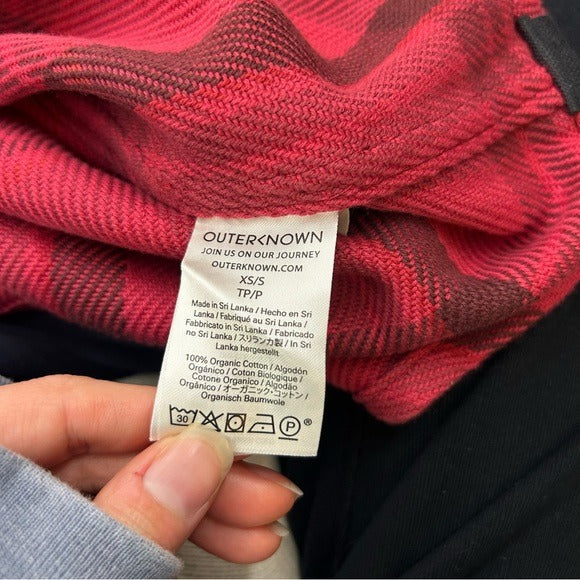 OUTERKNOWN
JOIN US ON OUR JOURNEY
OUTERKNOWN.COM
XS/S
TP/P
Made in Sri Lanka / Hecho en Sri
Lanka / Fabriqué au Sri Lanka /
Fabbricato in Sri Lanka / Fabricado
no Sri Lanka / スリランカ製 / In Sri
Lanka hergestellt
100% Organic Cotton / Algodón
Orgánico / Coton Biologique /
Cotone Organico / Algodão
Orgânico / オーガニック・コットン /
Organisch Baumwolle
30 P ®